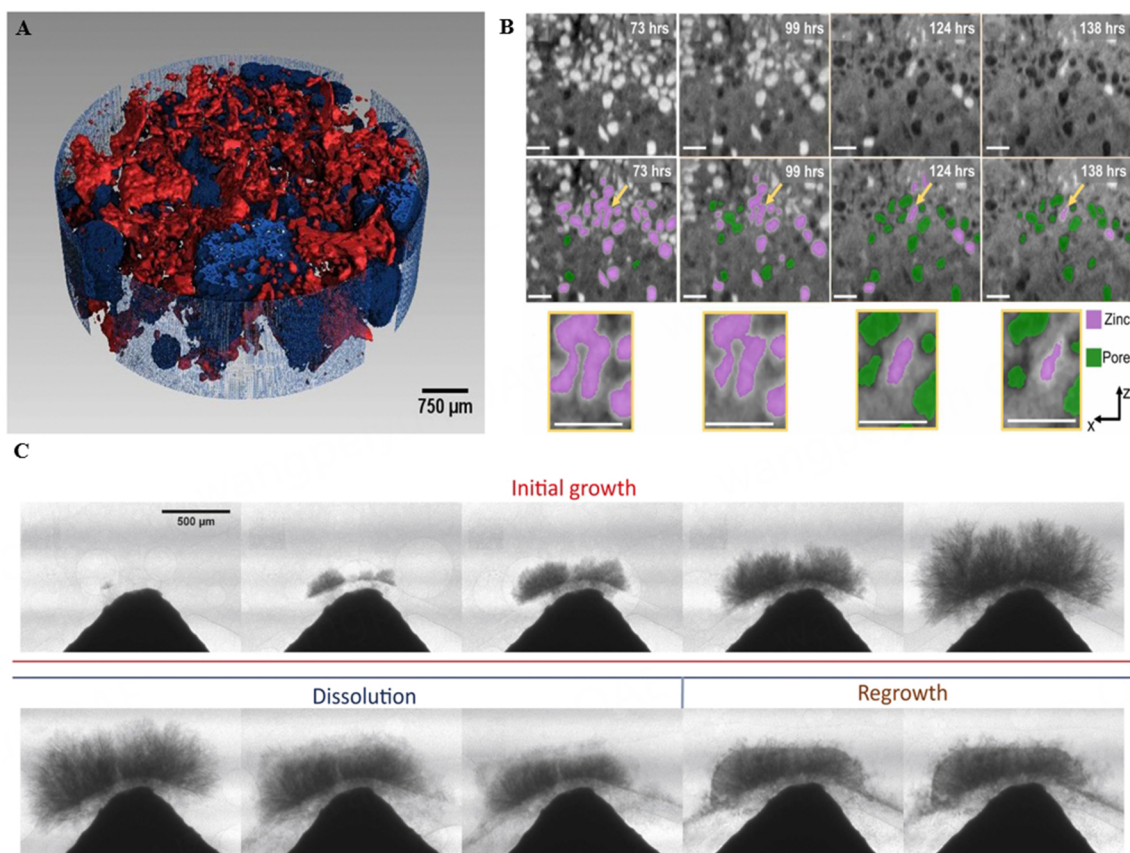 A
750 μm
B
73 hrs
99 hrs
124 hrs
138 hrs
73 hrs
99 hrs
124 hrs
138 hrs
Zinc
Pore
Z
X
C
Initial growth
500 μm
Dissolution
Regrowth